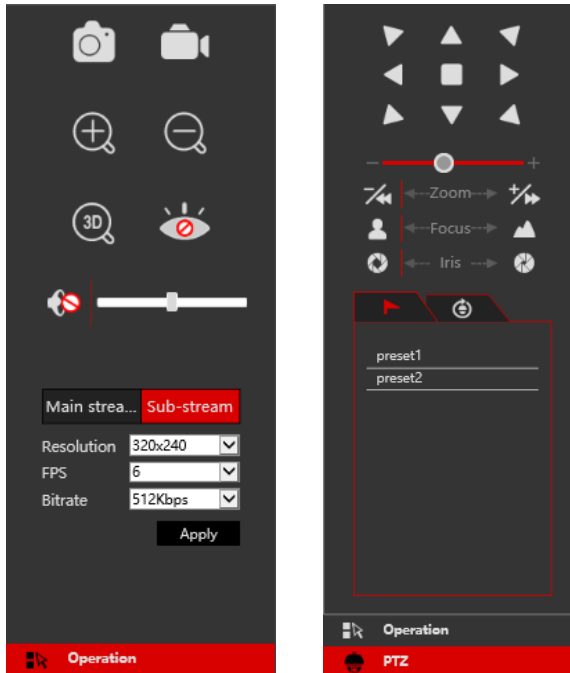 3D
Main strea... Sub-stream
Resolution 320x240
FPS 6
Bitrate 512Kbps
Apply
Operation
Zoom
Focus
Iris
preset1
preset2
Operation
PTZ